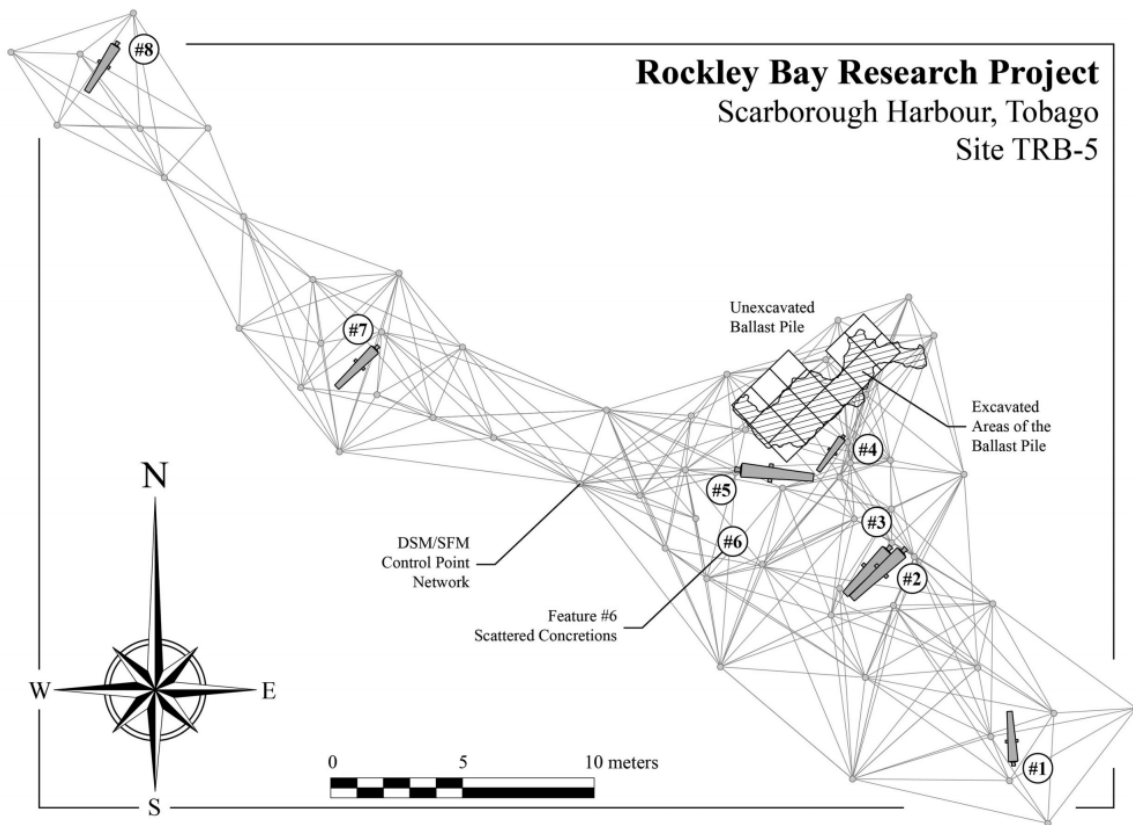 #8
Rockley Bay Research Project
Scarborough Harbour, Tobago
Site TRB-5
#7
Unexcavated
Ballast Pile
Excavated
Areas of the
Ballast Pile
#4
#5
#3
#6
#2
DSM/SFM
Control Point
Network
Feature #6
Scattered Concretions
N
W
E
S
0 5 10 meters
#1